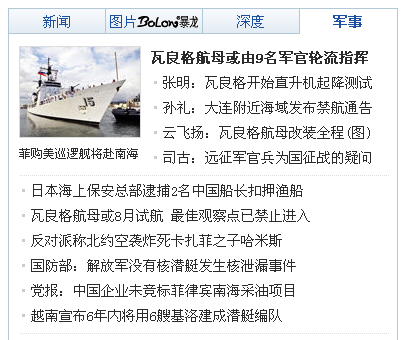 新闻
图片 BOLON暴龙
深度
军事
瓦良格航母或由9名军官轮流指挥
张明：瓦良格开始直升机起降测试
孙礼：大连附近海域发布禁航通告
云飞扬：瓦良格航母改装全程(图)
司古：远征军官兵为国征战的疑问
15
菲购美巡逻舰将赴南海
日本海上保安总部逮捕2名中国船长扣押渔船
瓦良格航母或8月试航 最佳观察点已禁止进入
反对派称北约空袭炸死卡扎菲之子哈米斯
国防部：解放军没有核潜艇发生核泄漏事件
党报：中国企业未竞标菲律宾南海采油项目
越南宣布6年内将用6艘基洛建成潜艇编队